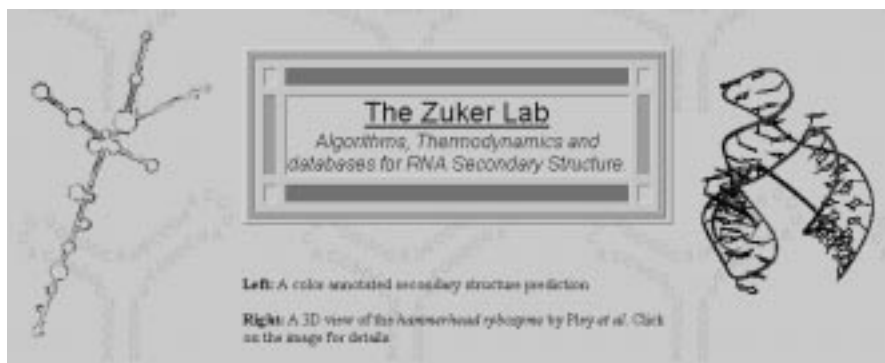 The Zuker Lab
Algorithms, Thermodynamics and
databases for RNA Secondary Structure.
Left: A color annotated secondary structure prediction
Right: A 3D view of the hammerhead rybozyme by Pley et al. Click
on the image for details